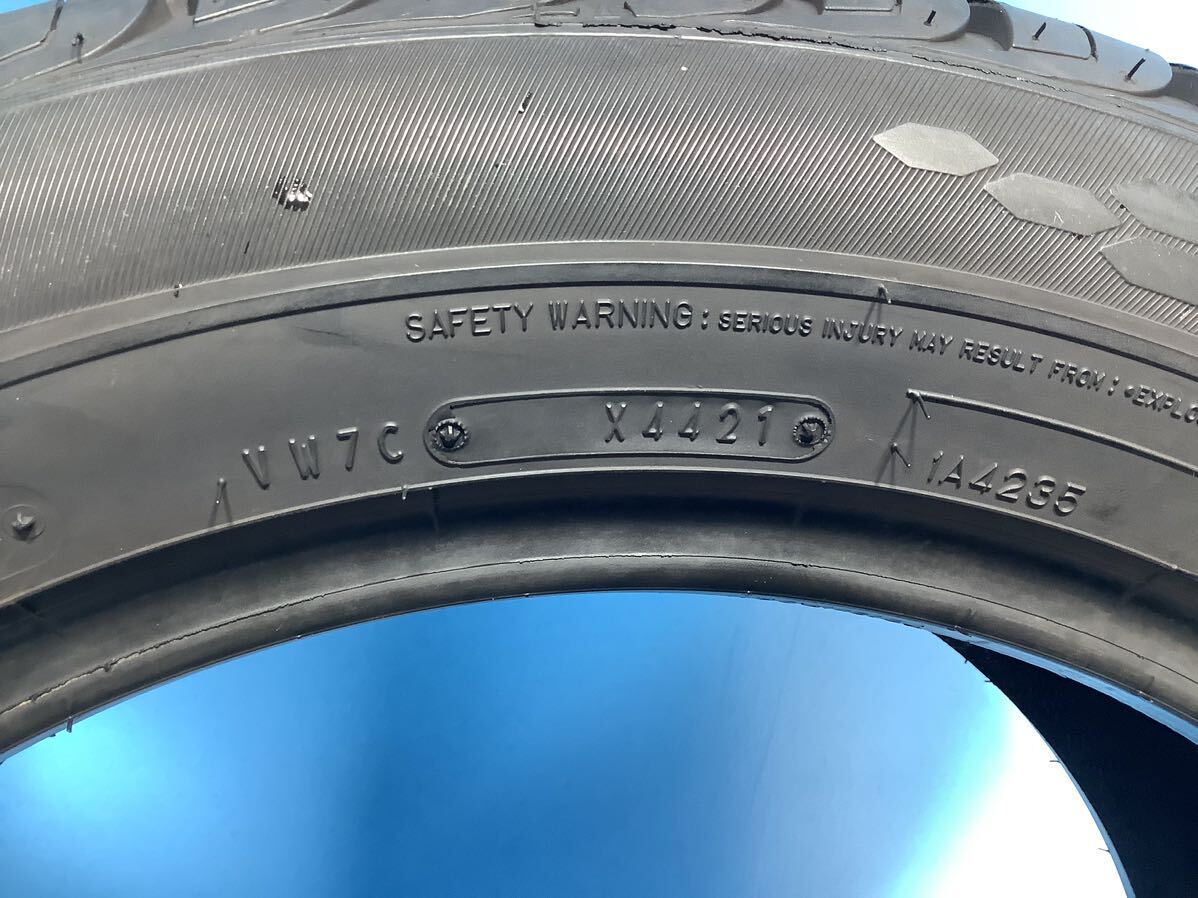 SAFETY WARNING: SERIOUS INJURY MAY RESULT FROM: •EXPLO
VW7C X4421
1A4235